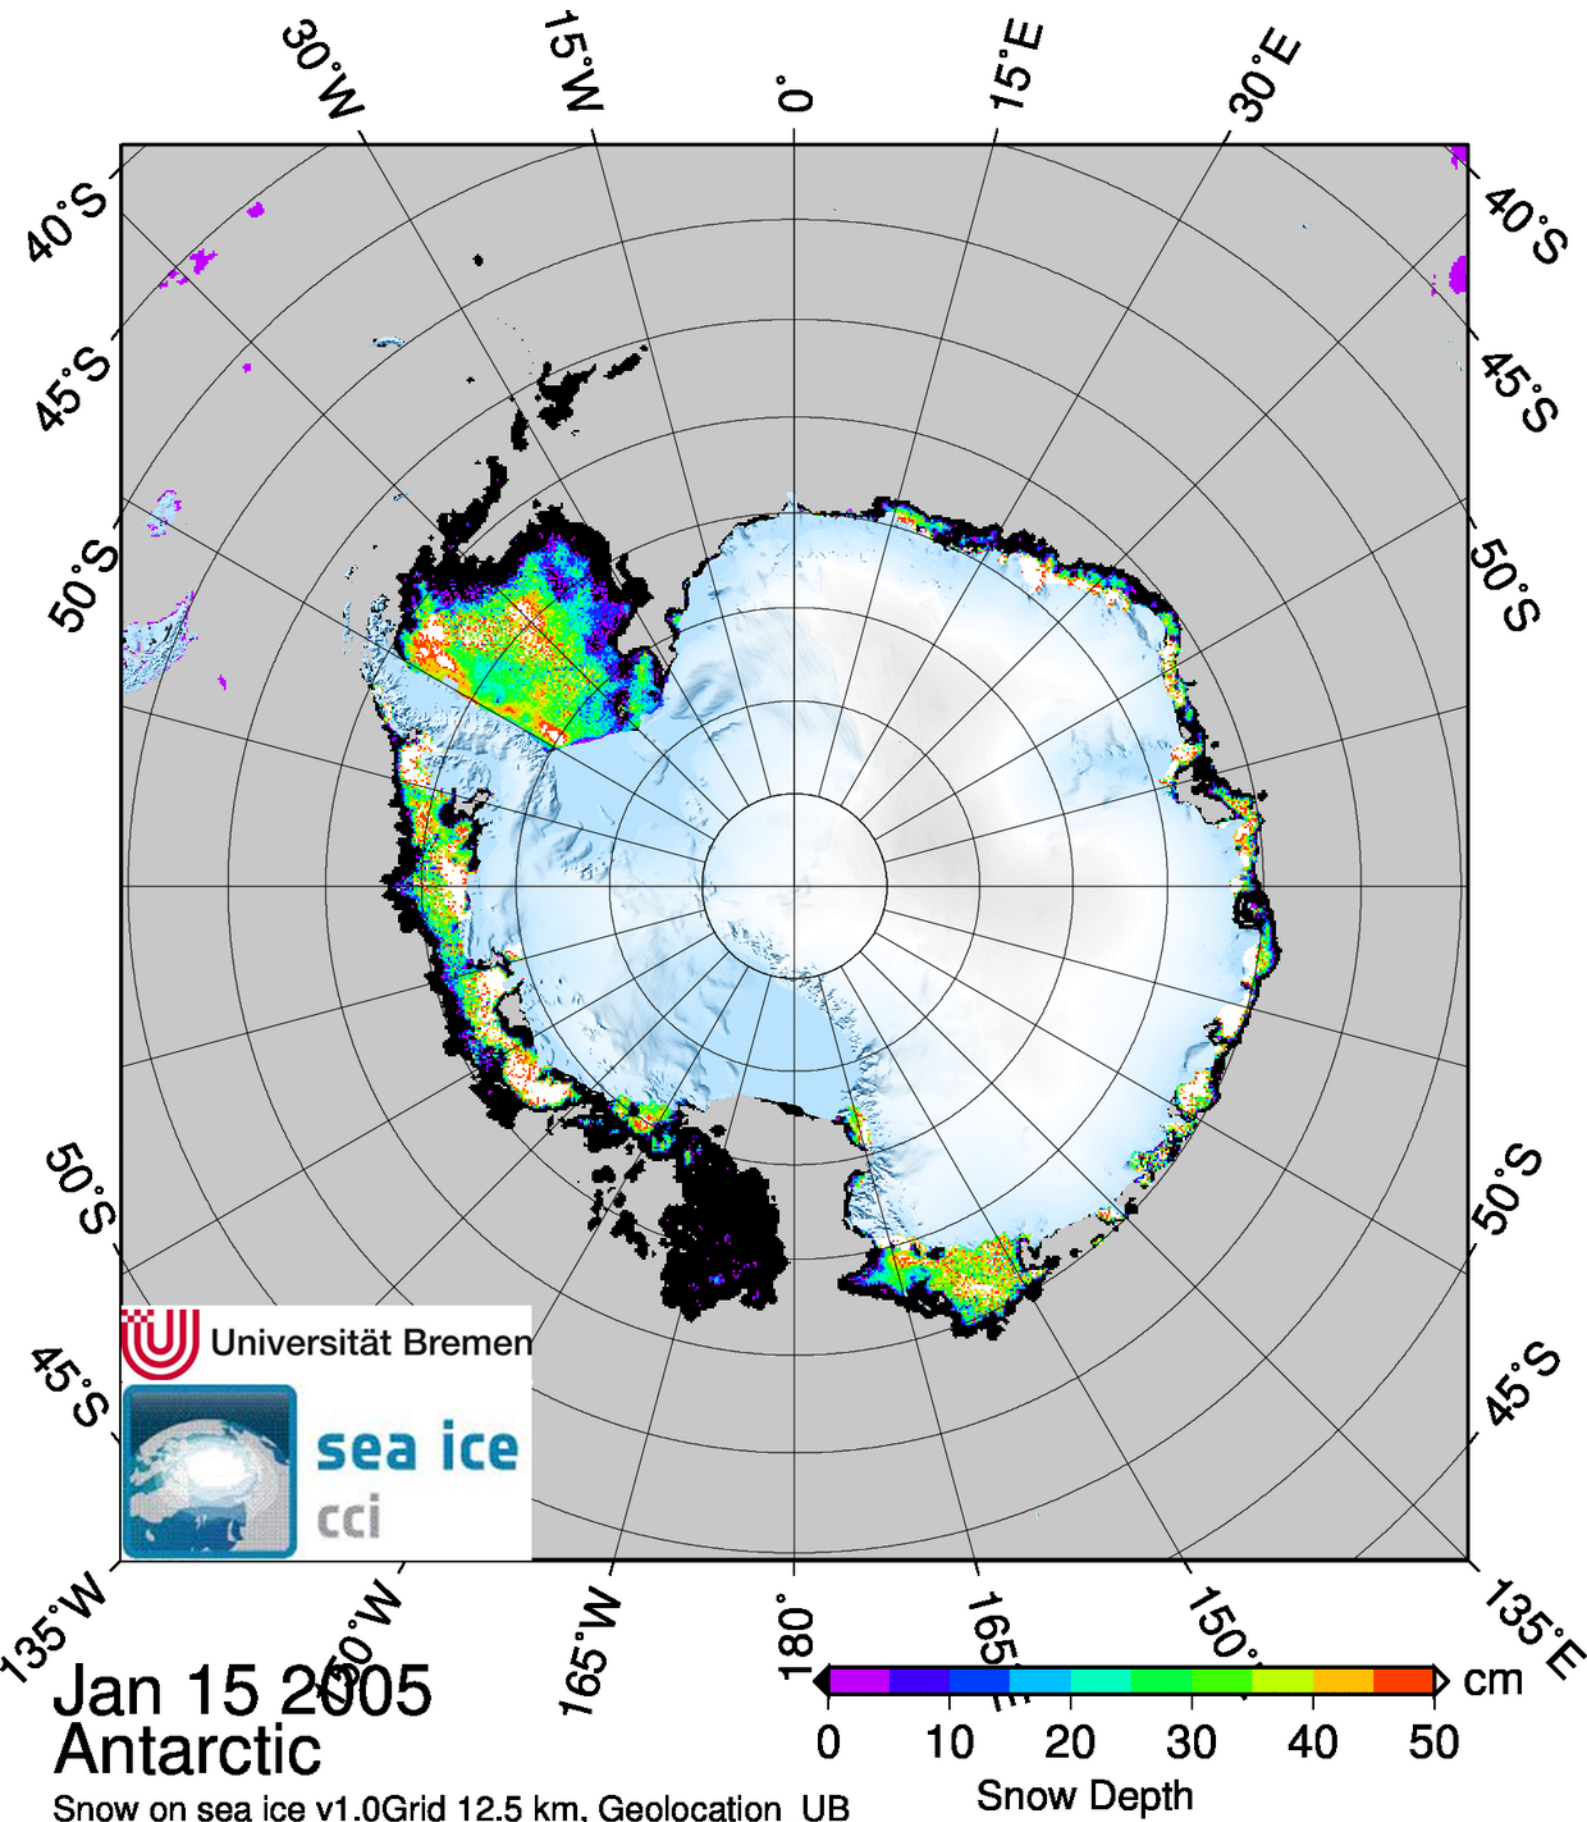 30°W 15°W 0° 15°E 30°E
40°S 40°S
45°S 45°S
50°S 50°S
50°S 50°S
45°S 45°S
Universität Bremen
sea ice
cci
135°W 150°W 165°W 180° 165°E 150° 135°E
Jan 15 2005
Antarctic
Snow on sea ice v1.0Grid 12.5 km, Geolocation UB
cm
0 10 20 30 40 50
Snow Depth